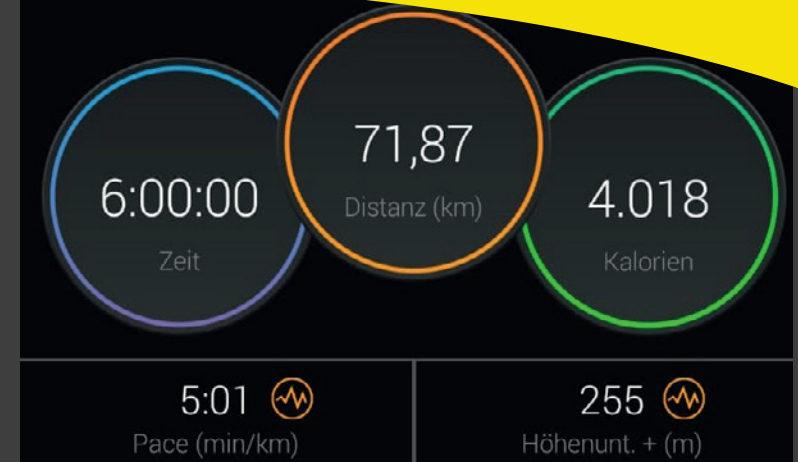 71,87
Distanz (km)
6:00:00
Zeit
4.018
Kalorien
5:01
Pace (min/km)
255
Höhenunt. + (m)